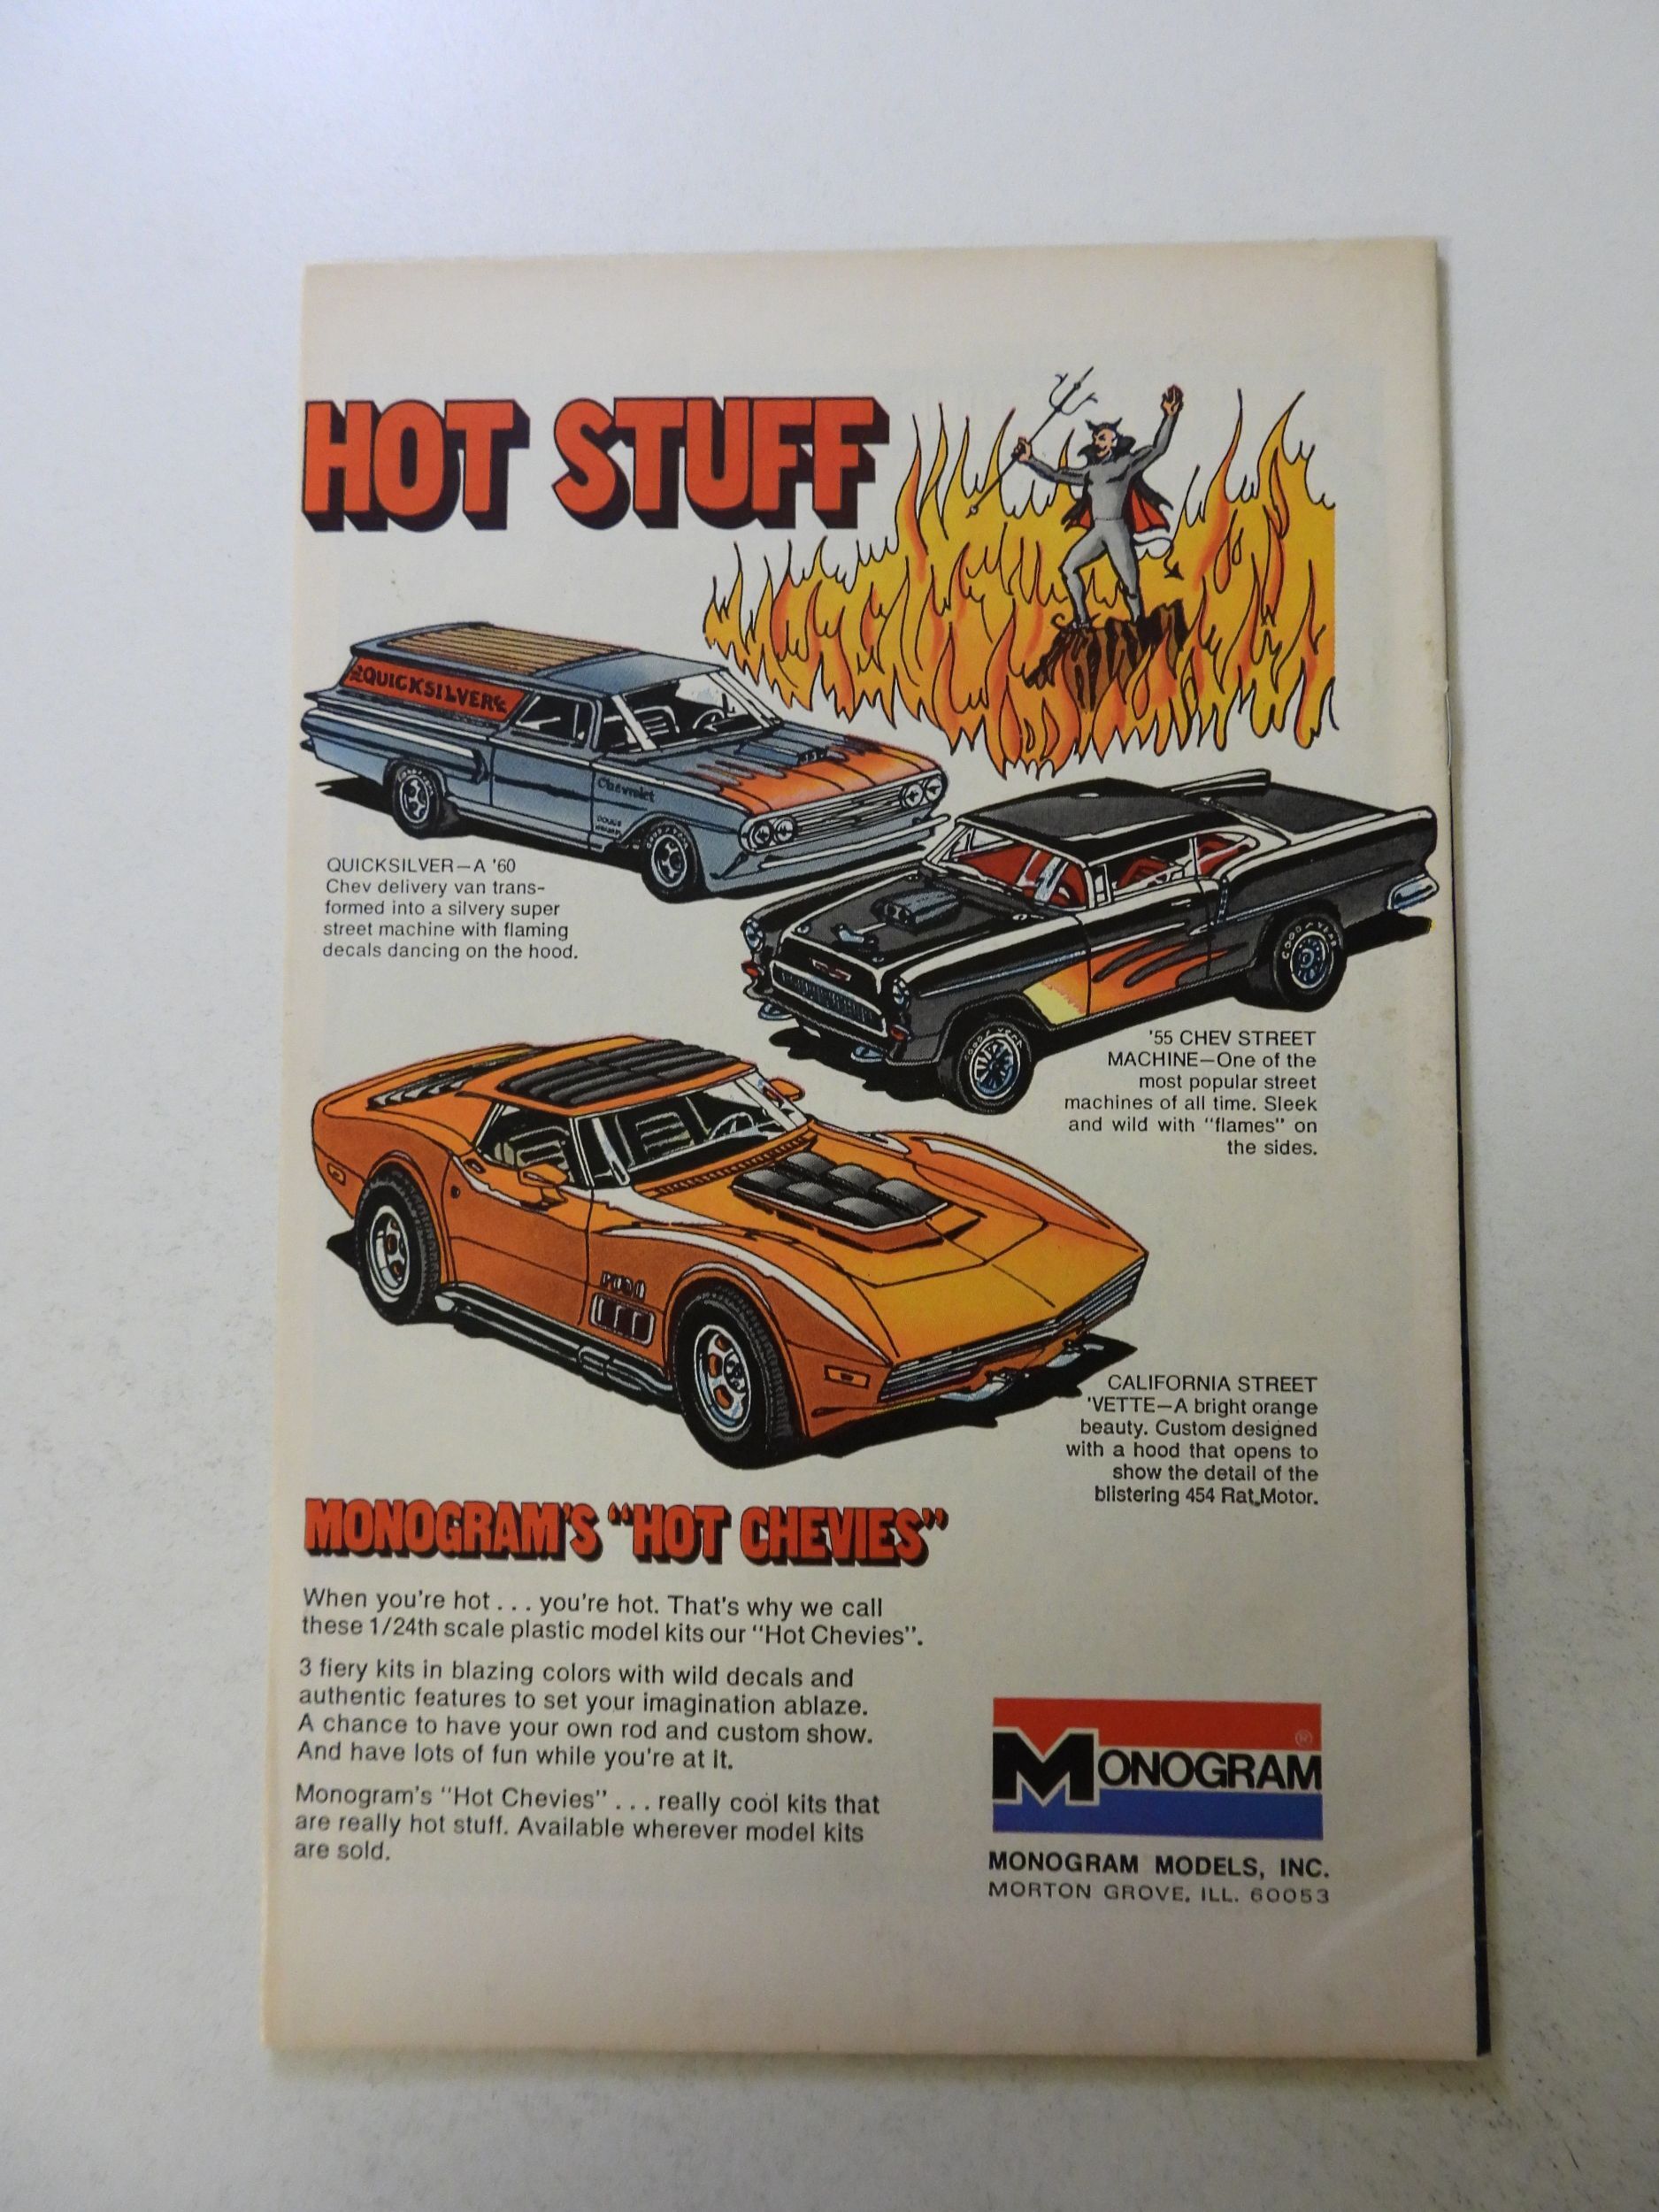 HOT STUFF
QUICKSILVER
Chevrolet
QUICKSILVER—A '60
Chev delivery van trans-
formed into a silvery super
street machine with flaming
decals dancing on the hood.
GOOD YEAR
GOOD YEAR
'55 CHEV STREET
MACHINE—One of the
most popular street
machines of all time. Sleek
and wild with "flames" on
the sides.
CALIFORNIA STREET
'VETTE—A bright orange
beauty. Custom designed
with a hood that opens to
show the detail of the
blistering 454 Rat Motor.
MONOGRAM'S "HOT CHEVIES"
When you're hot . . . you're hot. That's why we call
these 1/24th scale plastic model kits our "Hot Chevies".
3 fiery kits in blazing colors with wild decals and
authentic features to set your imagination ablaze.
A chance to have your own rod and custom show.
And have lots of fun while you're at it.
Monogram's "Hot Chevies" . . . really cool kits that
are really hot stuff. Available wherever model kits
are sold.
MONOGRAM ®
MONOGRAM MODELS, INC.
MORTON GROVE, ILL. 60053